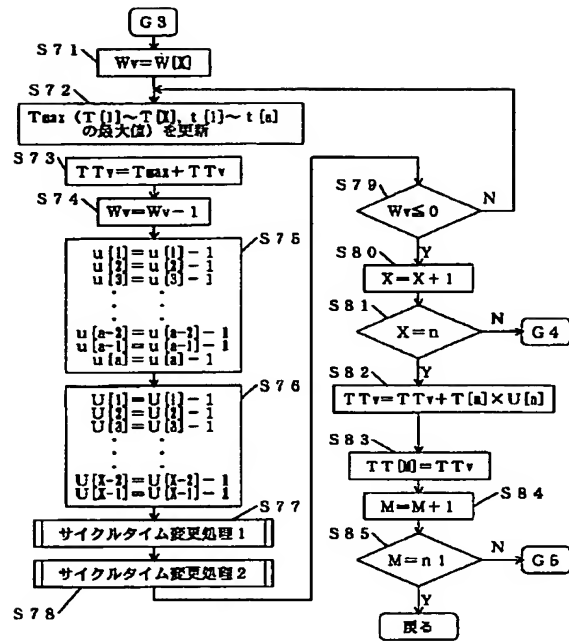 G3
S71
Wv=W[X]
S72
Tmax (T[1]~T[X], t[1]~t[a]
の最大値) を更新
S73
TTv=Tmax+TTv
S74
Wv=Wv-1
S75
u[1]=u[1]-1
u[2]=u[2]-1
u[3]=u[3]-1
・ ・
・ ・
u[a-2]=u[a-2]-1
u[a-1]=u[a-1]-1
u[a]=u[a]-1
S76
U[1]=U[1]-1
U[2]=U[2]-1
U[3]=U[3]-1
・ ・
・ ・
U[X-2]=U[X-2]-1
U[X-1]=U[X-1]-1
S77
サイクルタイム変更処理1
サイクルタイム変更処理2
S78
S79
Wv≦0
N
Y
S80
X=X+1
S81
X=n
N
G4
Y
S82
TTv=TTv+T[n]×U[n]
S83
TT[M]=TTv
S84
M=M+1
S85
M=n1
N
G5
Y
戻る